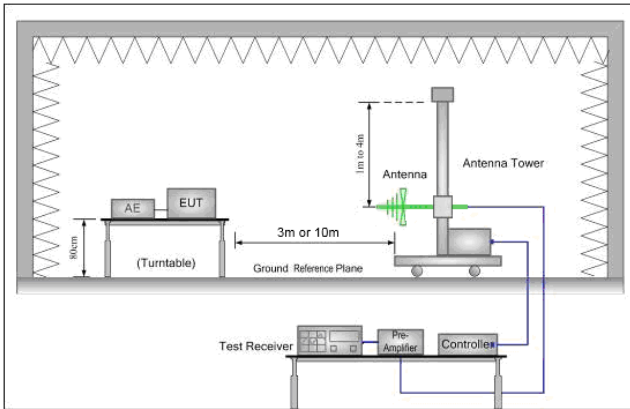 1m to 4m
Antenna
Antenna Tower
AE
EUT
80cm
(Turntable)
3m or 10m
Ground Reference Plane
Test Receiver
Pre-
Amplifier
Controlle